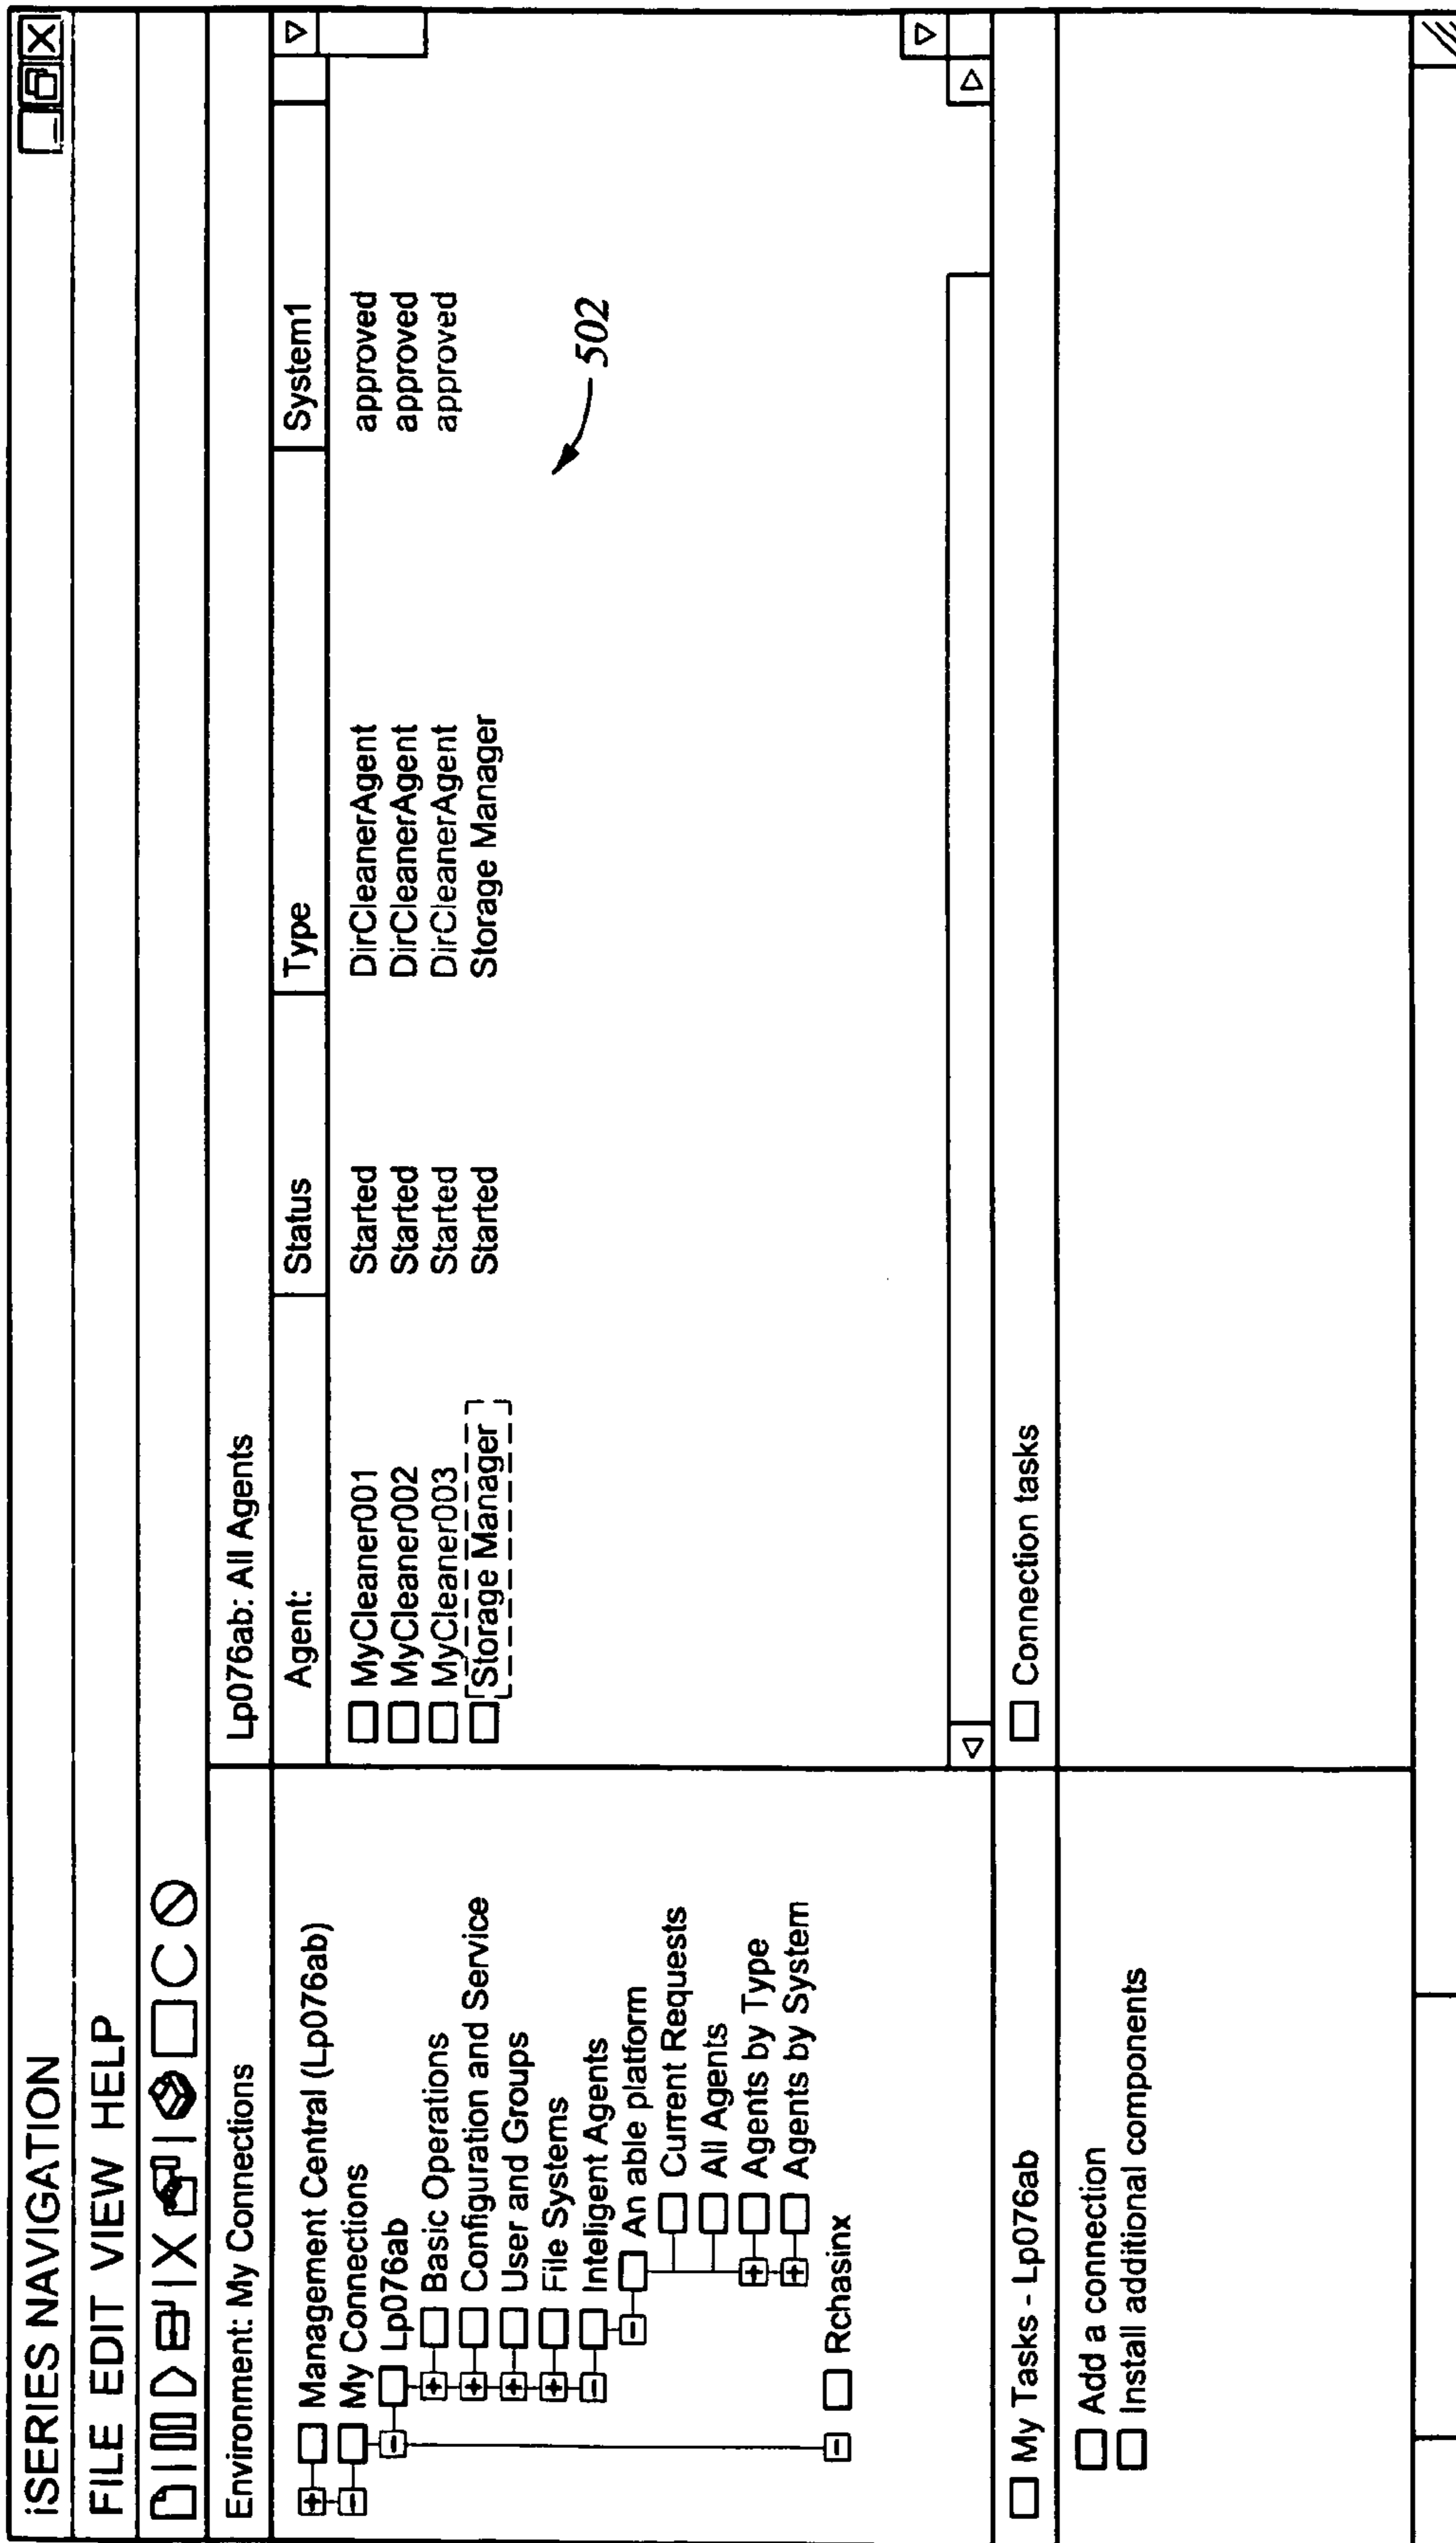 iSERIES NAVIGATION
FILE EDIT VIEW HELP
Environment: My Connections
Lp076ab: All Agents
Management Central (Lp076ab)
My Connections
Lp076ab
Basic Operations
Configuration and Service
User and Groups
File Systems
Inteligent Agents
An able platform
Current Requests
All Agents
Agents by Type
Agents by System
Rchasinx
Agent: Status Type System1
MyCleaner001 Started DirCleanerAgent approved
MyCleaner002 Started DirCleanerAgent approved
MyCleaner003 Started DirCleanerAgent approved
Storage Manager Started Storage Manager
502
My Tasks - Lp076ab
Connection tasks
Add a connection
Install additional components